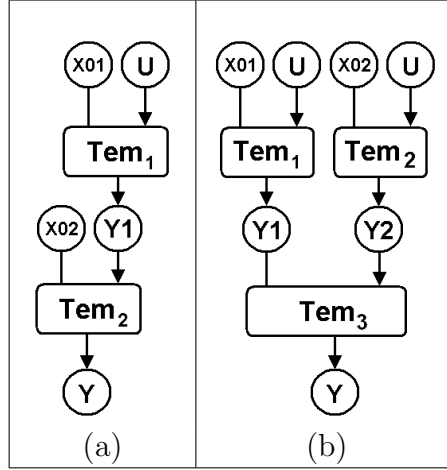 X01 U X01 U X02 U
Tem₁ Tem₁ Tem₂
X02 Y1 Y1 Y2
Tem₂ Tem₃
Y Y
(a) (b)